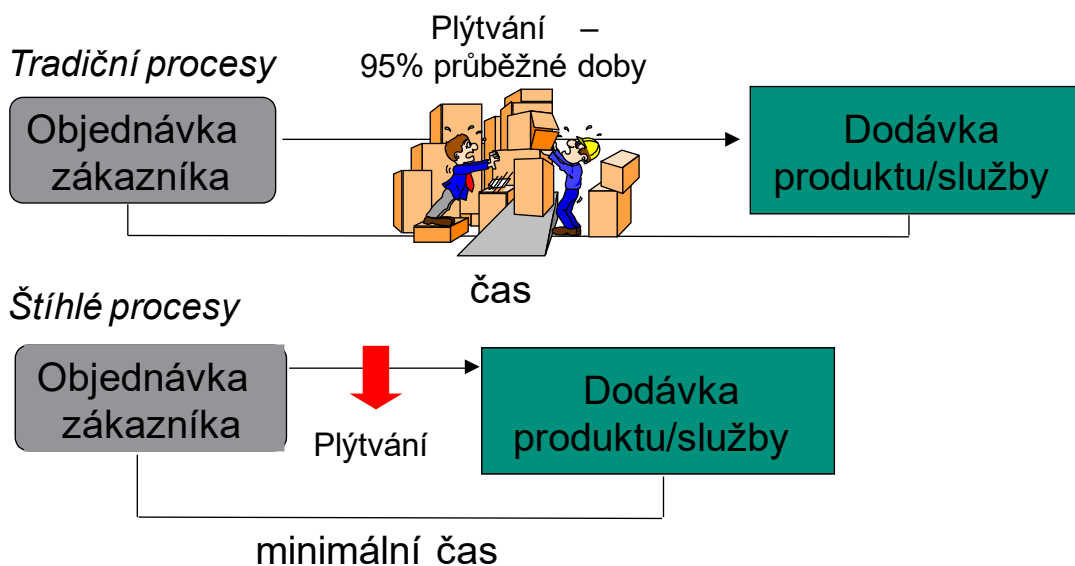 Plýtvání –
95% průběžné doby
Tradiční procesy
Objednávka
zákazníka
Dodávka
produktu/služby
čas
Štíhlé procesy
Objednávka
zákazníka
Plýtvání
Dodávka
produktu/služby
minimální čas